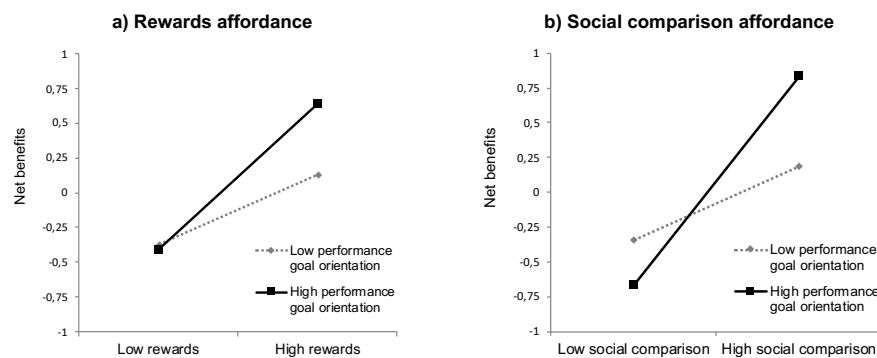 a) Rewards affordance
1
0,75
0,5
0,25
0
-0,25
-0,5
-0,75
-1
Net benefits
Low performance
goal orientation
High performance
goal orientation
Low rewards
High rewards
b) Social comparison affordance
1
0,75
0,5
0,25
0
-0,25
-0,5
-0,75
-1
Net benefits
Low performance
goal orientation
High performance
goal orientation
Low social comparison
High social comparison